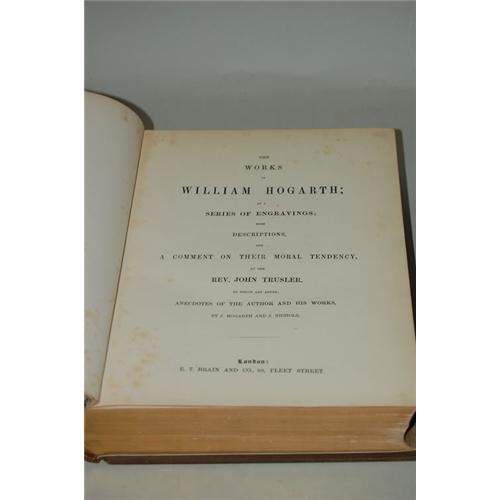 THE
WORKS
OF
WILLIAM HOGARTH;
IN A
SERIES OF ENGRAVINGS;
WITH
DESCRIPTIONS,
AND
A COMMENT ON THEIR MORAL TENDENCY,
BY THE
REV. JOHN TRUSLER,
TO WHICH ARE ADDED,
ANECDOTES OF THE AUTHOR AND HIS WORKS,
BY J. HOGARTH AND J. NICHOLS.
London:
E. T. BRAIN AND CO., 88, FLEET STREET.